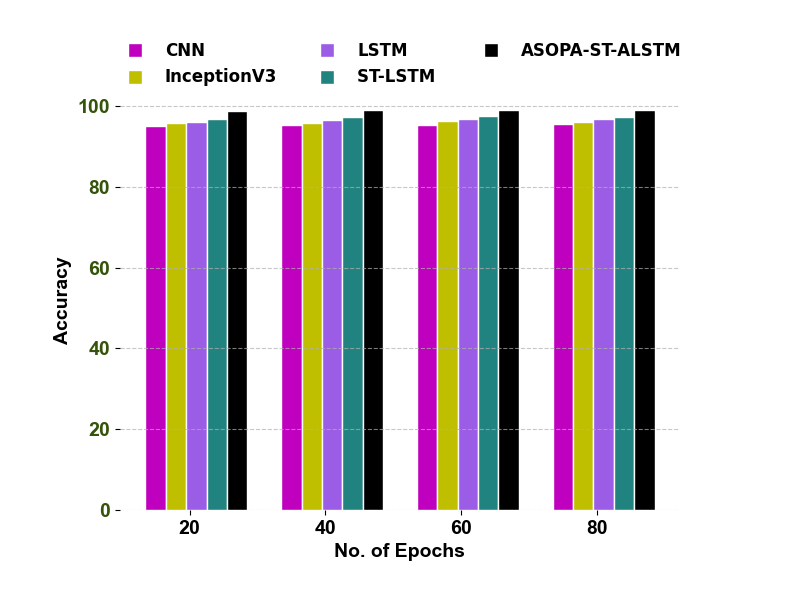 CNN LSTM ASOPA-ST-ALSTM
InceptionV3 ST-LSTM
100
80
60
40
20
0
Accuracy
20 40 60 80
No. of Epochs